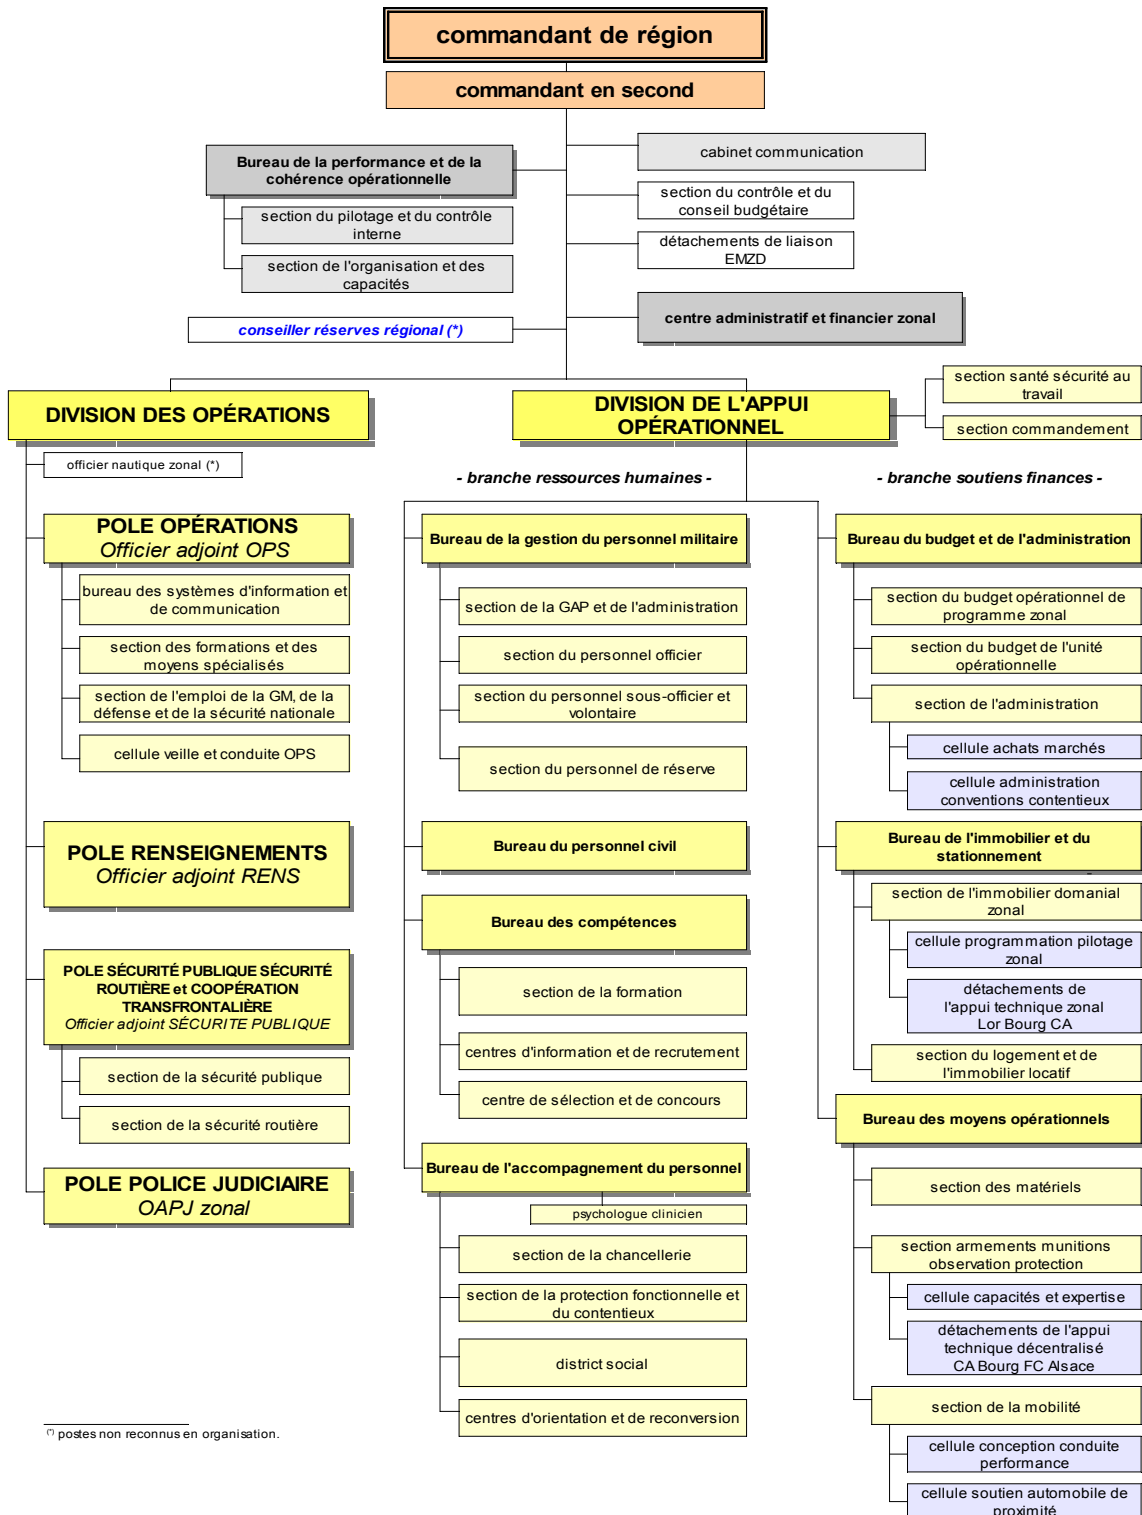 commandant de région
commandant en second
cabinet communication
Bureau de la performance et de la
cohérence opérationnelle
section du contrôle et du
conseil budgétaire
section du pilotage et du contrôle
interne
détachements de liaison
EMZD
section de l'organisation et des
capacités
conseiller réserves régional (*)
centre administratif et financier zonal
DIVISION DES OPÉRATIONS
DIVISION DE L'APPUI
OPÉRATIONNEL
section santé sécurité au
travail
section commandement
officier nautique zonal (*)
POLE OPÉRATIONS
Officier adjoint OPS
bureau des systèmes d'information et
de communication
section des formations et des
moyens spécialisés
section de l'emploi de la GM, de la
défense et de la sécurité nationale
cellule veille et conduite OPS
POLE RENSEIGNEMENTS
Officier adjoint RENS
POLE SÉCURITÉ PUBLIQUE SÉCURITÉ
ROUTIÈRE et COOPÉRATION
TRANSFRONTALIÈRE
Officier adjoint SÉCURITE PUBLIQUE
section de la sécurité publique
section de la sécurité routière
POLE POLICE JUDICIAIRE
OAPJ zonal
- branche ressources humaines -
Bureau de la gestion du personnel militaire
section de la GAP et de l'administration
section du personnel officier
section du personnel sous-officier et
volontaire
section du personnel de réserve
Bureau du personnel civil
Bureau des compétences
section de la formation
centres d'information et de recrutement
centre de sélection et de concours
Bureau de l'accompagnement du personnel
psychologue clinicien
section de la chancellerie
section de la protection fonctionnelle et
du contentieux
district social
centres d'orientation et de reconversion
- branche soutiens finances -
Bureau du budget et de l'administration
section du budget opérationnel de
programme zonal
section du budget de l'unité
opérationnelle
section de l'administration
cellule achats marchés
cellule administration
conventions contentieux
Bureau de l'immobilier et du
stationnement
section de l'immobilier domanial
zonal
cellule programmation pilotage
zonal
détachements de
l'appui technique zonal
Lor Bourg CA
section du logement et de
l'immobilier locatif
Bureau des moyens opérationnels
section des matériels
section armements munitions
observation protection
cellule capacités et expertise
détachements de l'appui
technique décentralisé
CA Bourg FC Alsace
section de la mobilité
cellule conception conduite
performance
cellule soutien automobile de
proximité
(*) postes non reconnus en organisation.